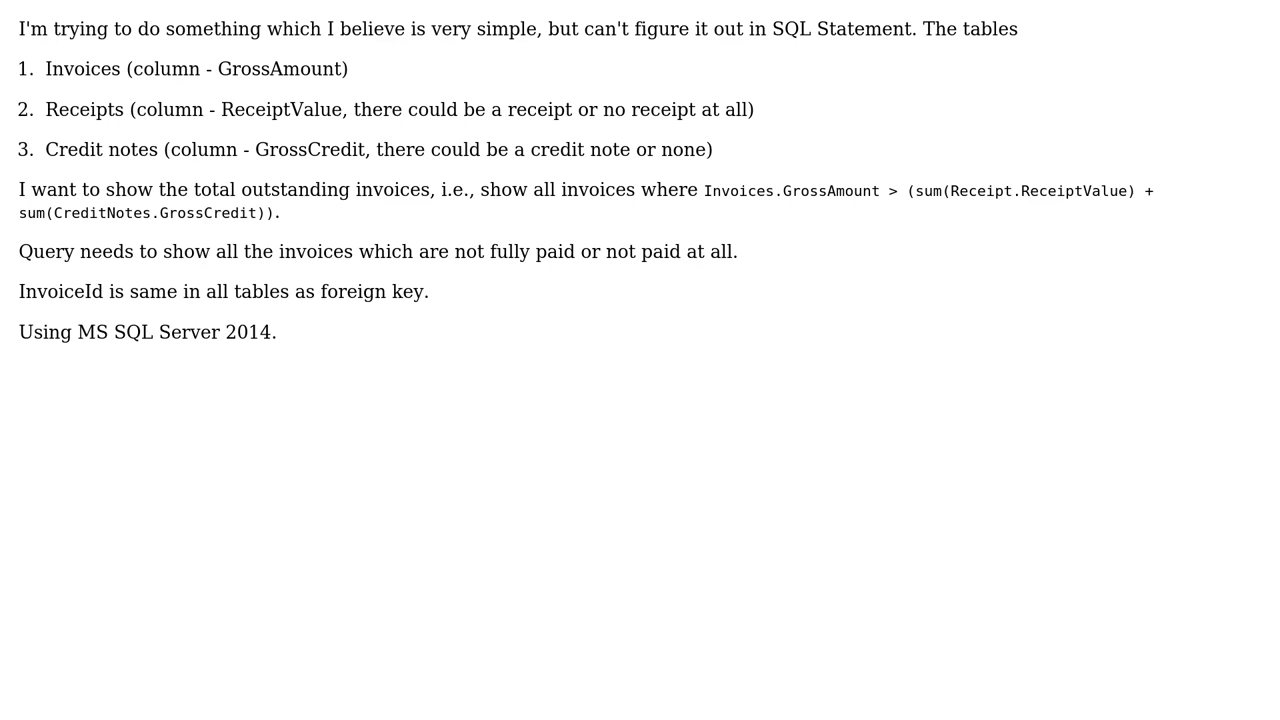 I'm trying to do something which I believe is very simple, but can't figure it out in SQL Statement. The tables
1. Invoices (column - GrossAmount)
2. Receipts (column - ReceiptValue, there could be a receipt or no receipt at all)
3. Credit notes (column - GrossCredit, there could be a credit note or none)
I want to show the total outstanding invoices, i.e., show all invoices where Invoices.GrossAmount > (sum(Receipt.ReceiptValue) +
sum(CreditNotes.GrossCredit)).
Query needs to show all the invoices which are not fully paid or not paid at all.
InvoiceId is same in all tables as foreign key.
Using MS SQL Server 2014.